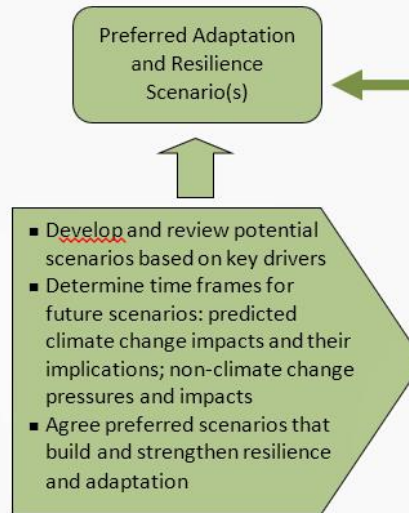 Preferred Adaptation
and Resilience
Scenario(s)
▪ Develop and review potential
scenarios based on key drivers
▪ Determine time frames for
future scenarios: predicted
climate change impacts and their
implications; non-climate change
pressures and impacts
▪ Agree preferred scenarios that
build and strengthen resilience
and adaptation